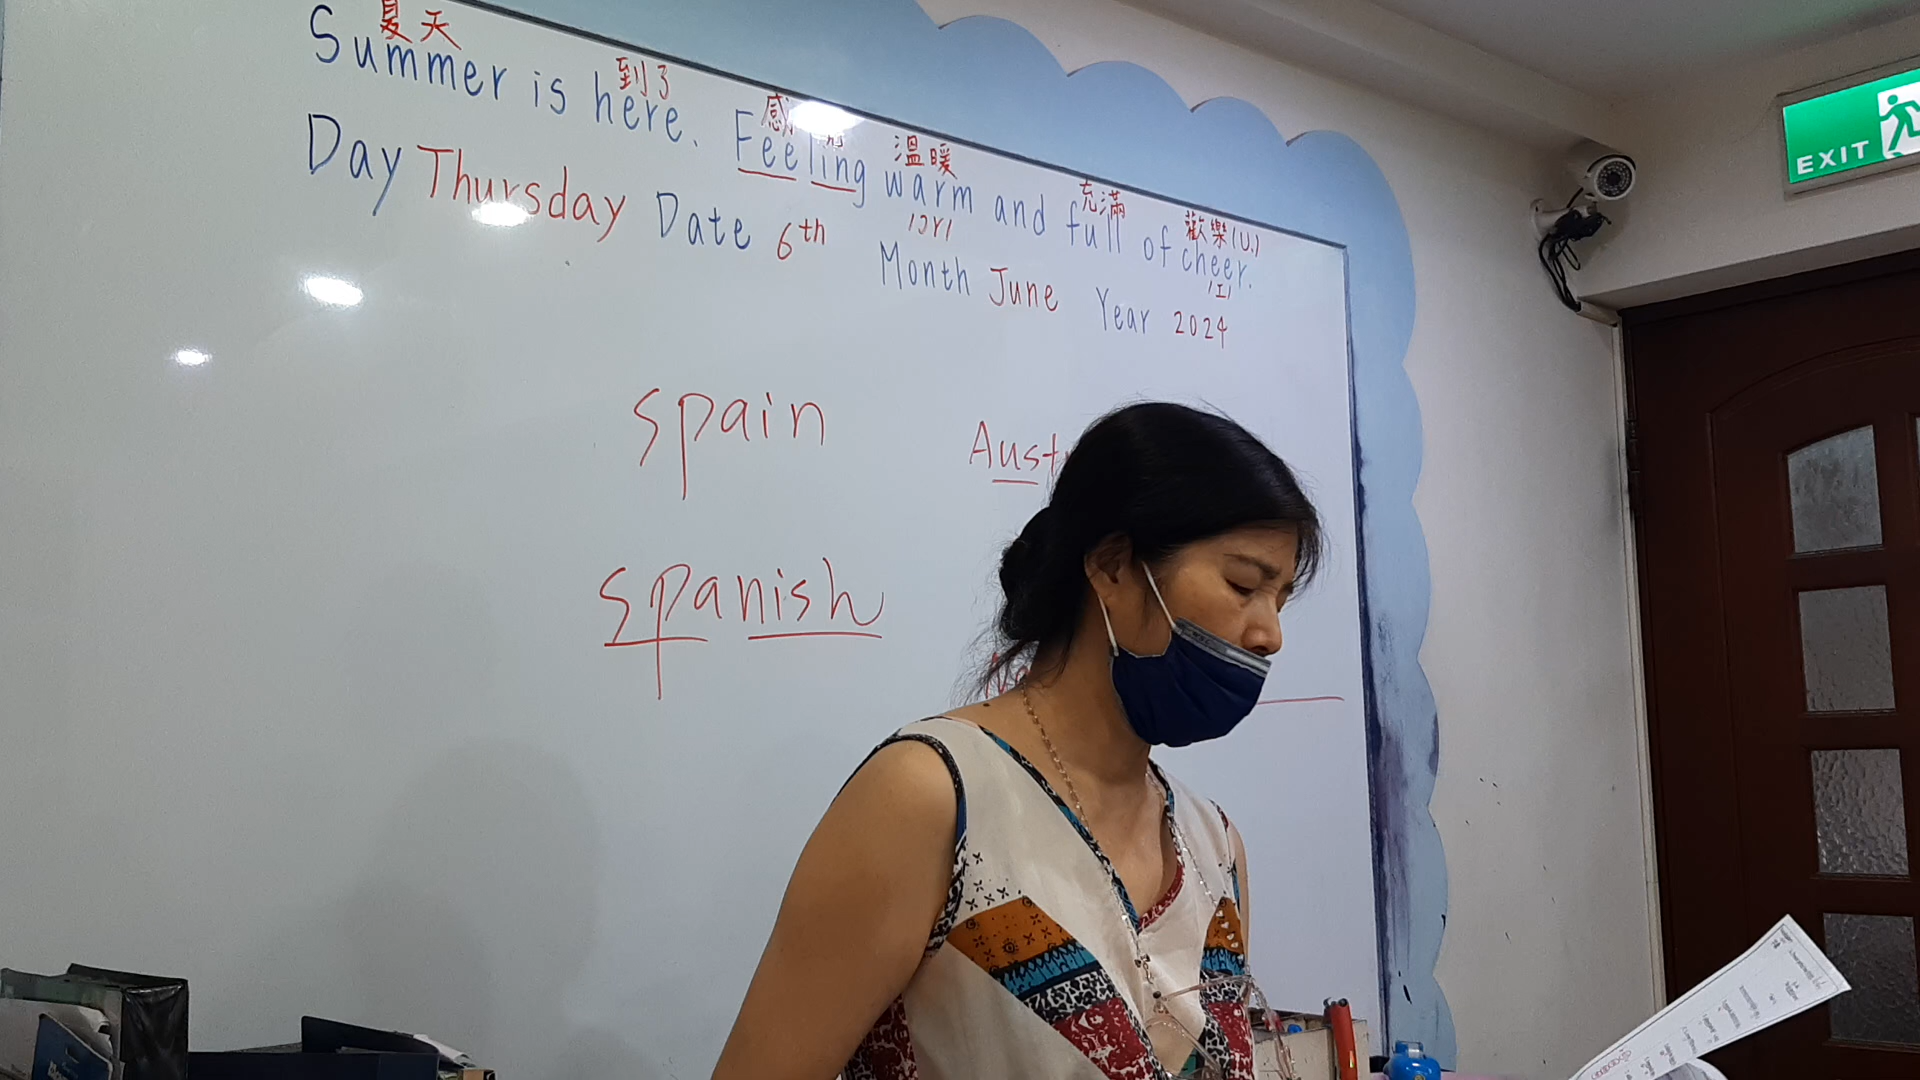 夏天 到了 感 溫暖 充滿 歡樂(U.)
Summer is here. Feeling warm and full of cheer.
Day Thursday Date 6th Month June Year 2024
spain
spanish
EXIT